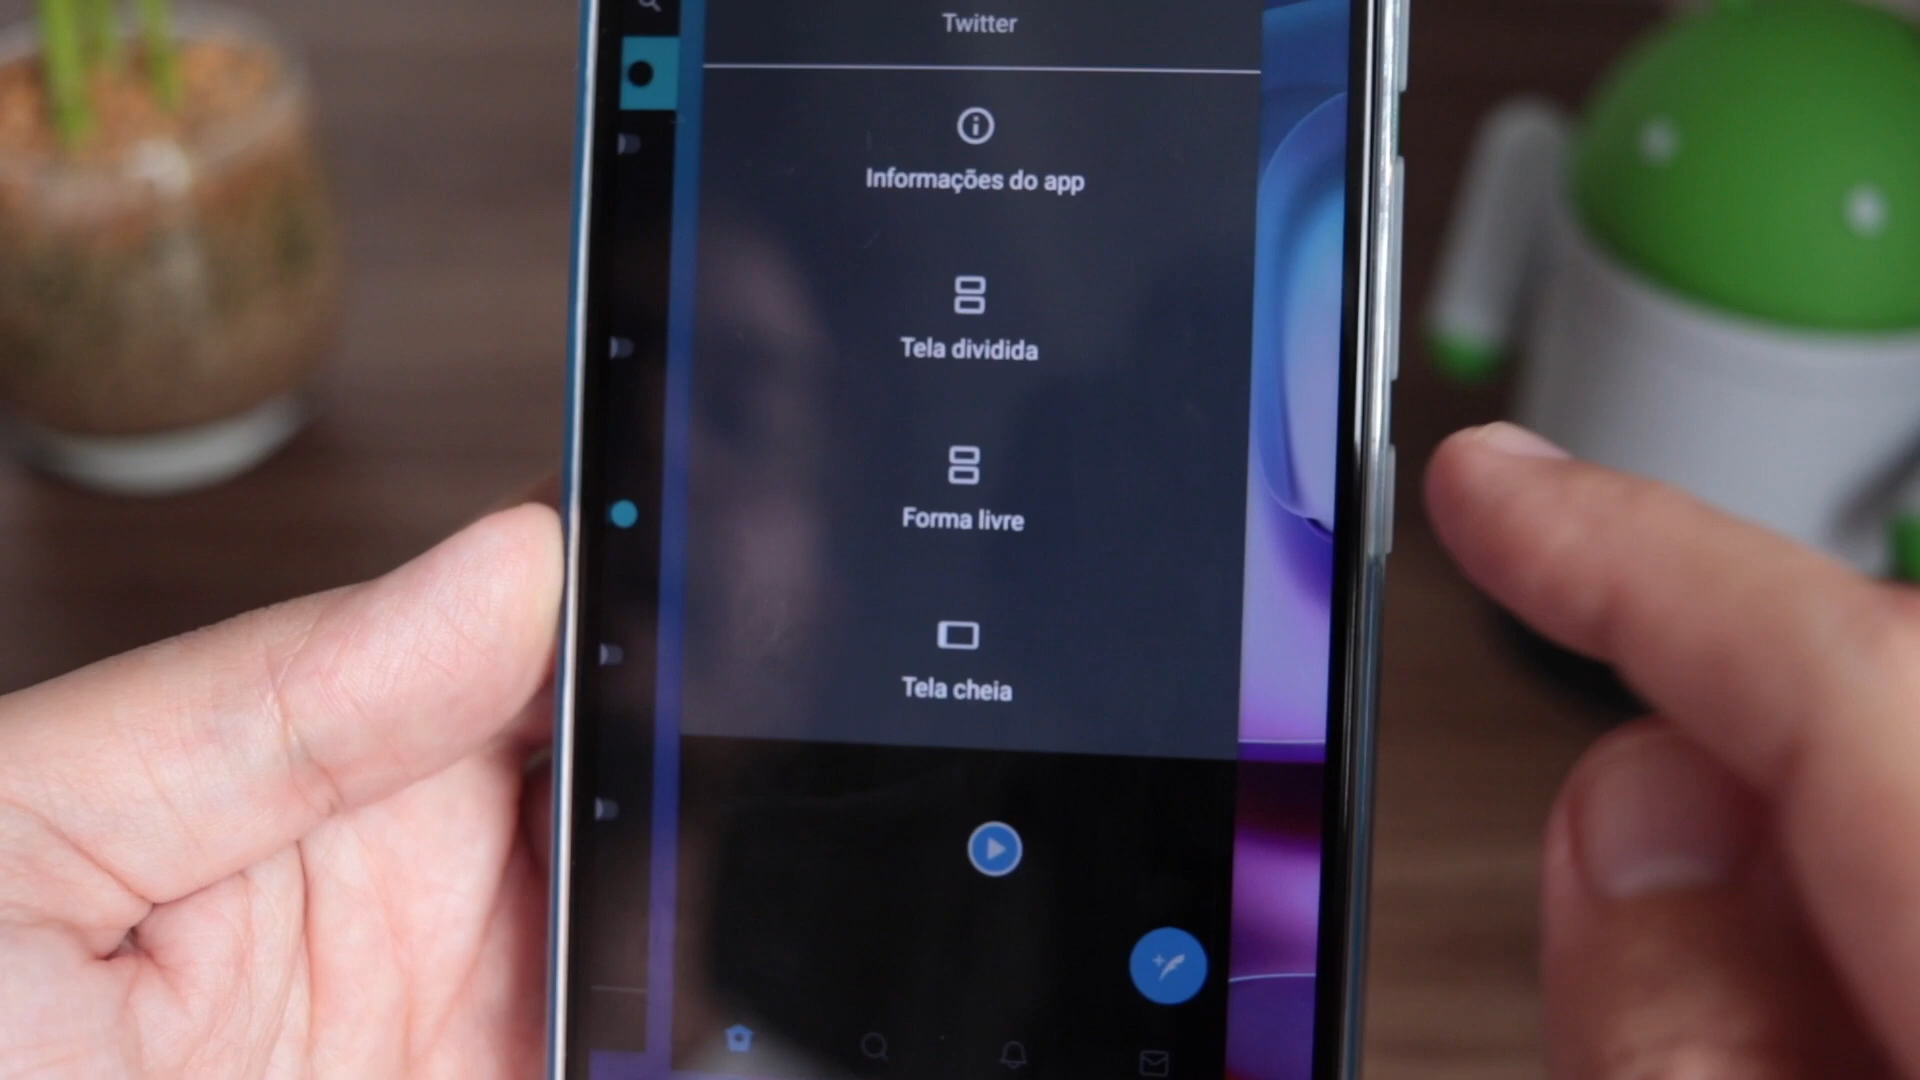 Twitter
Informações do app
Tela dividida
Forma livre
Tela cheia